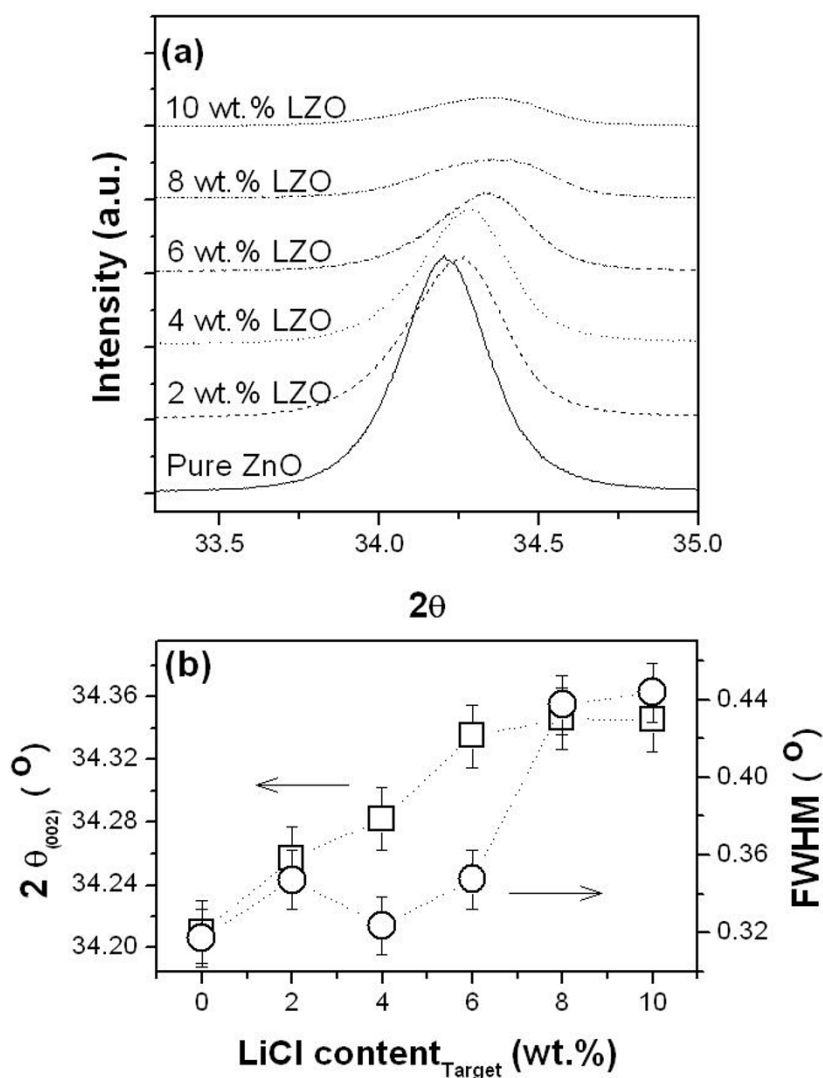 (a)
10 wt.% LZO
8 wt.% LZO
6 wt.% LZO
4 wt.% LZO
2 wt.% LZO
Pure ZnO
Intensity (a.u.)
33.5 34.0 34.5 35.0
2θ
(b)
34.36
34.32
34.28
34.24
34.20
2 θ(002) (°)
0.44
0.40
0.36
0.32
FWHM (°)
0 2 4 6 8 10
LiCl contentTarget (wt.%)